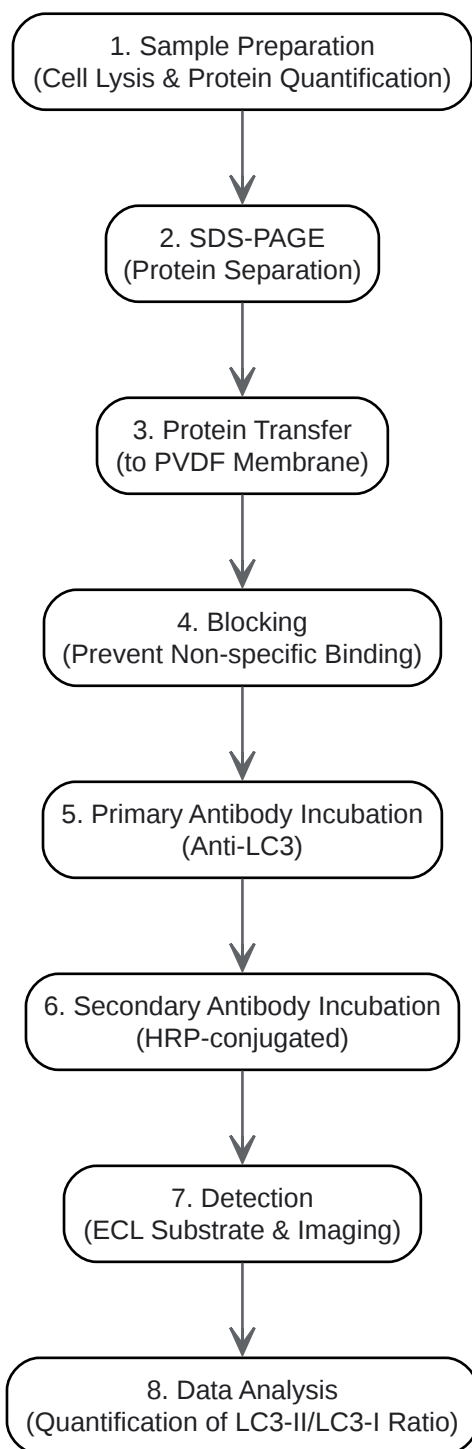 1. Sample Preparation
(Cell Lysis & Protein Quantification)
2. SDS-PAGE
(Protein Separation)
3. Protein Transfer
(to PVDF Membrane)
4. Blocking
(Prevent Non-specific Binding)
5. Primary Antibody Incubation
(Anti-LC3)
6. Secondary Antibody Incubation
(HRP-conjugated)
7. Detection
(ECL Substrate & Imaging)
8. Data Analysis
(Quantification of LC3-II/LC3-I Ratio)